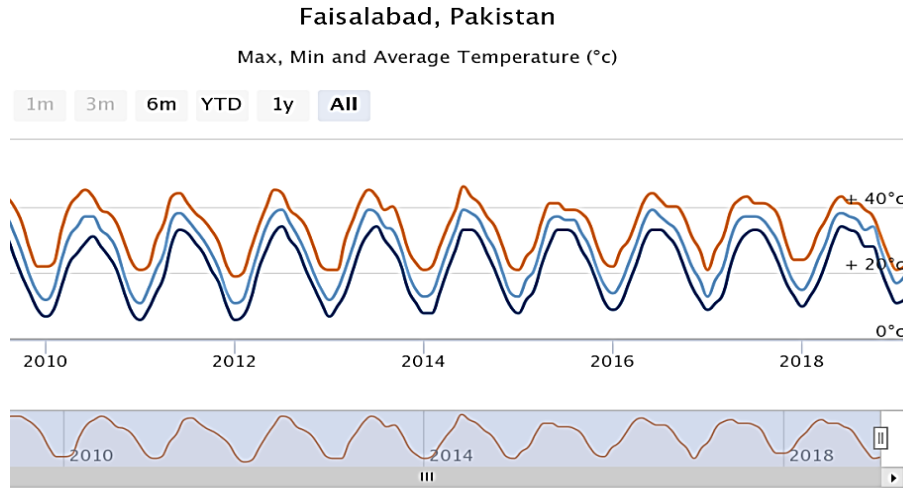 Faisalabad, Pakistan
Max, Min and Average Temperature (°c)
1m 3m 6m YTD 1y All
+ 40°c
+ 20°c
0°c
2010 2012 2014 2016 2018
2010 2014 2018